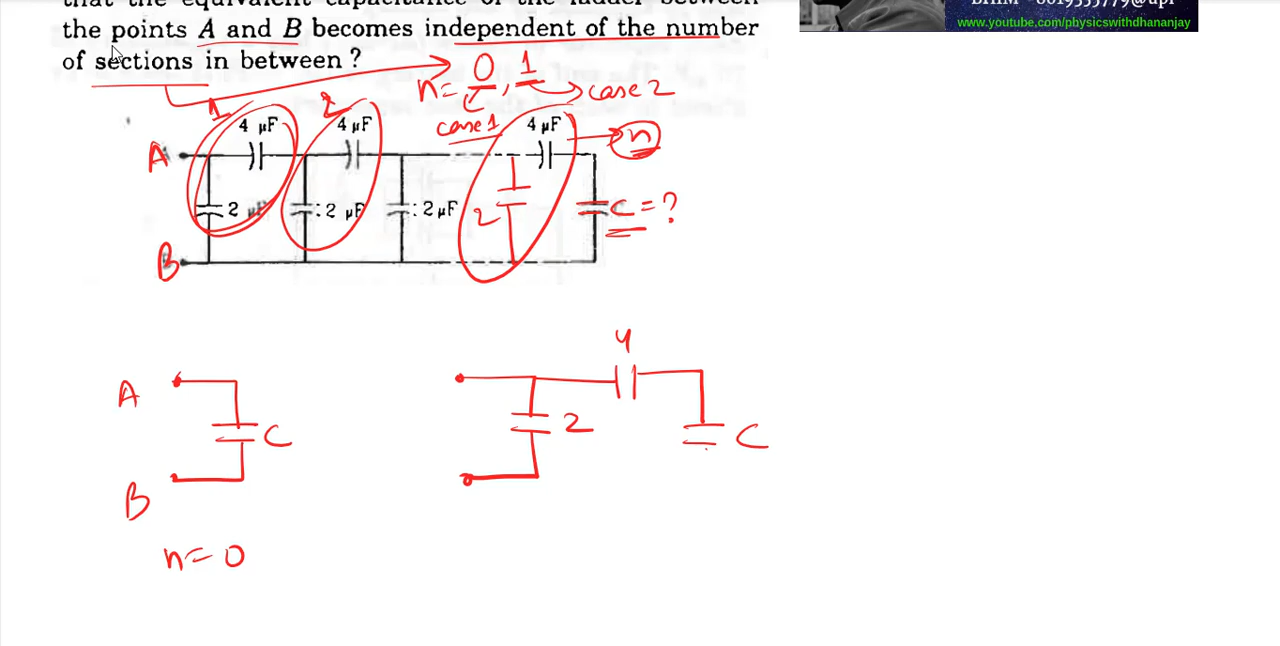 the points A and B becomes independent of the number
of sections in between ?
www.youtube.com/physicswithdhananjay
n = 0, 1
case 1
case 2
1
2
4 μF
4 μF
4 μF
n
A
2 μF
: 2 μF
: 2 μF
2
C = ?
B
A
C
B
n = 0
4
2
C